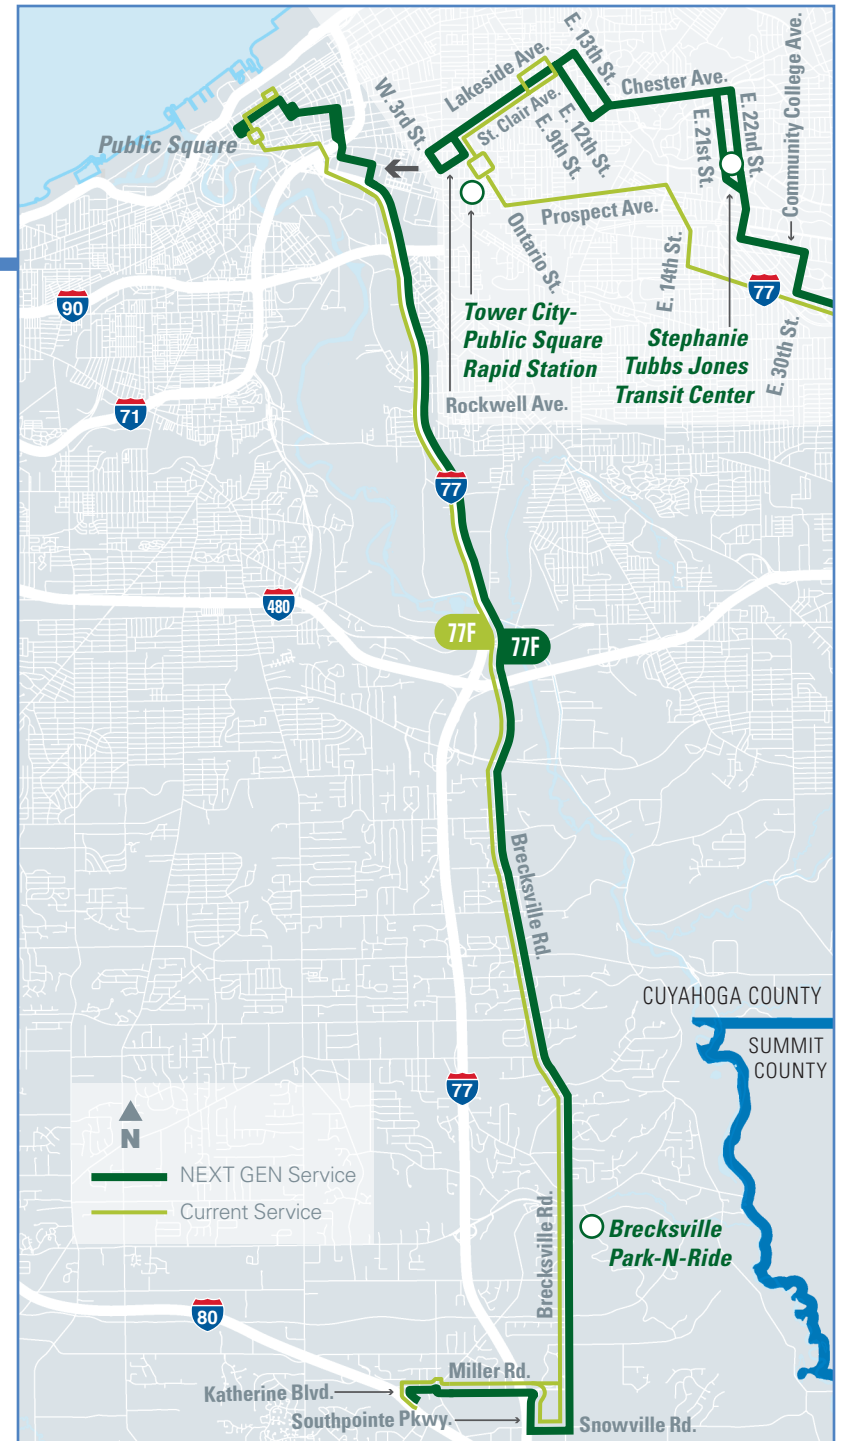 E. 13th St.
Lakeside Ave.
Chester Ave.
Community College Ave.
W. 3rd St.
St. Clair Ave.
E. 12th St.
E. 9th St.
E. 21st St.
E. 22nd St.
Public Square
Prospect Ave.
Ontario St.
E. 14th St.
77
90
Tower City-
Public Square
Rapid Station
Stephanie
Tubbs Jones
Transit Center
E. 30th St.
Rockwell Ave.
71
77
480
77F
77F
Brecksville Rd.
CUYAHOGA COUNTY
SUMMIT
COUNTY
77
N
NEXT GEN Service
Current Service
Brecksville Rd.
Brecksville
Park-N-Ride
80
Miller Rd.
Katherine Blvd.
Southpointe Pkwy.
Snowville Rd.